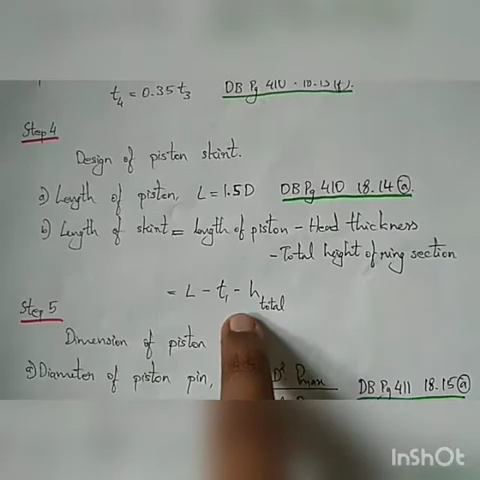 t4 = 0.35 t3 DB Pg 410
Step 4
Design of piston skirt.
a) Length of piston, L = 1.5D DB Pg 410 18.14 (a).
b) Length of skirt = Length of piston - Head thickness
- Total height of ring section
= L - t1 - htotal
Step 5
Dimension of piston
a) Diameter of piston pin, D² Pmax DB Pg 411 18.15 (a)
InShOt